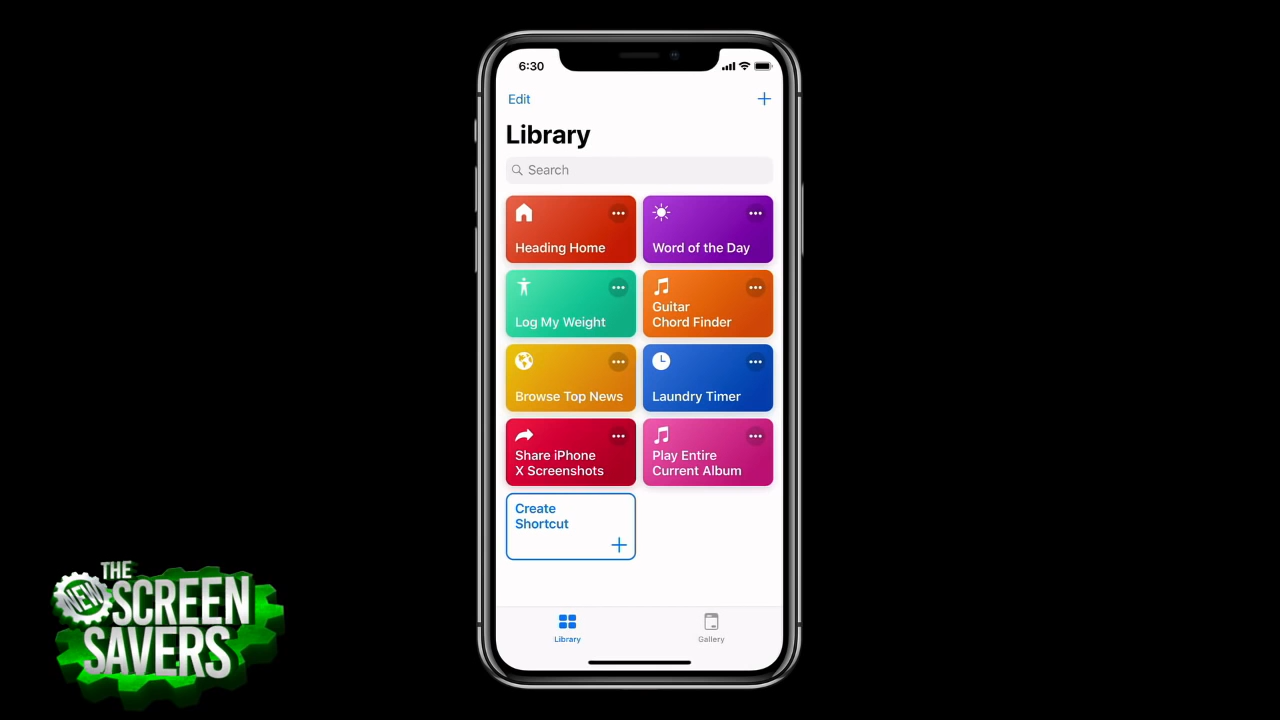 6:30
Edit
Library
Search
Heading Home
Word of the Day
Log My Weight
Guitar
Chord Finder
Browse Top News
Laundry Timer
Share iPhone
X Screenshots
Play Entire
Current Album
Create
Shortcut
Library
Gallery
THE
NEW
SCREEN
SAVERS